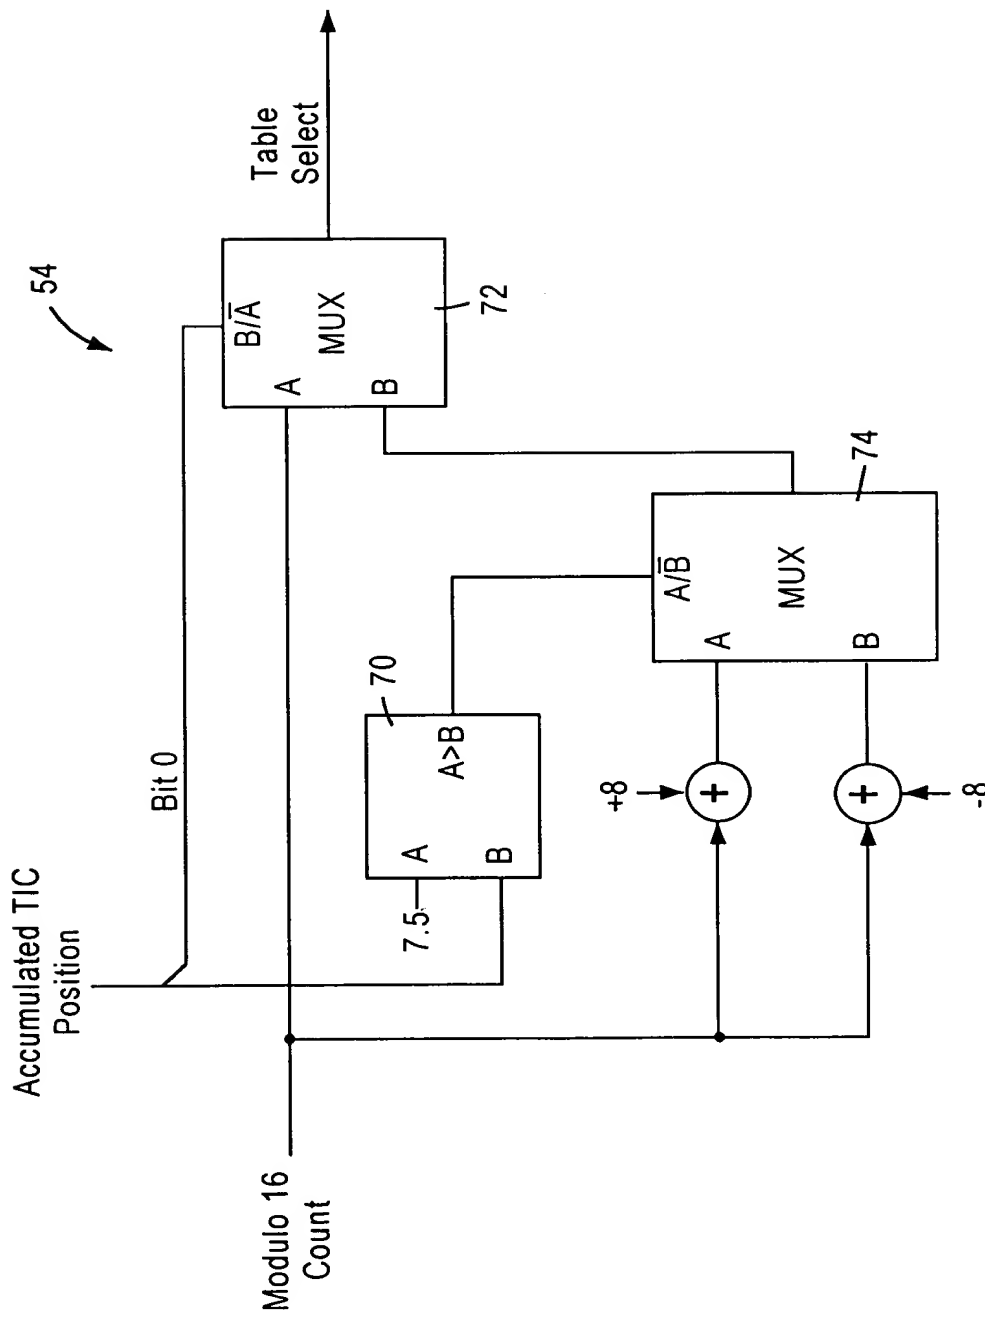 54
Accumulated TIC
Position
Bit 0
B/A̅
A
MUX
B
72
Table
Select
Modulo 16
Count
7.5
A
B
A>B
70
+8
+
-8
+
A/B̅
A
MUX
B
74